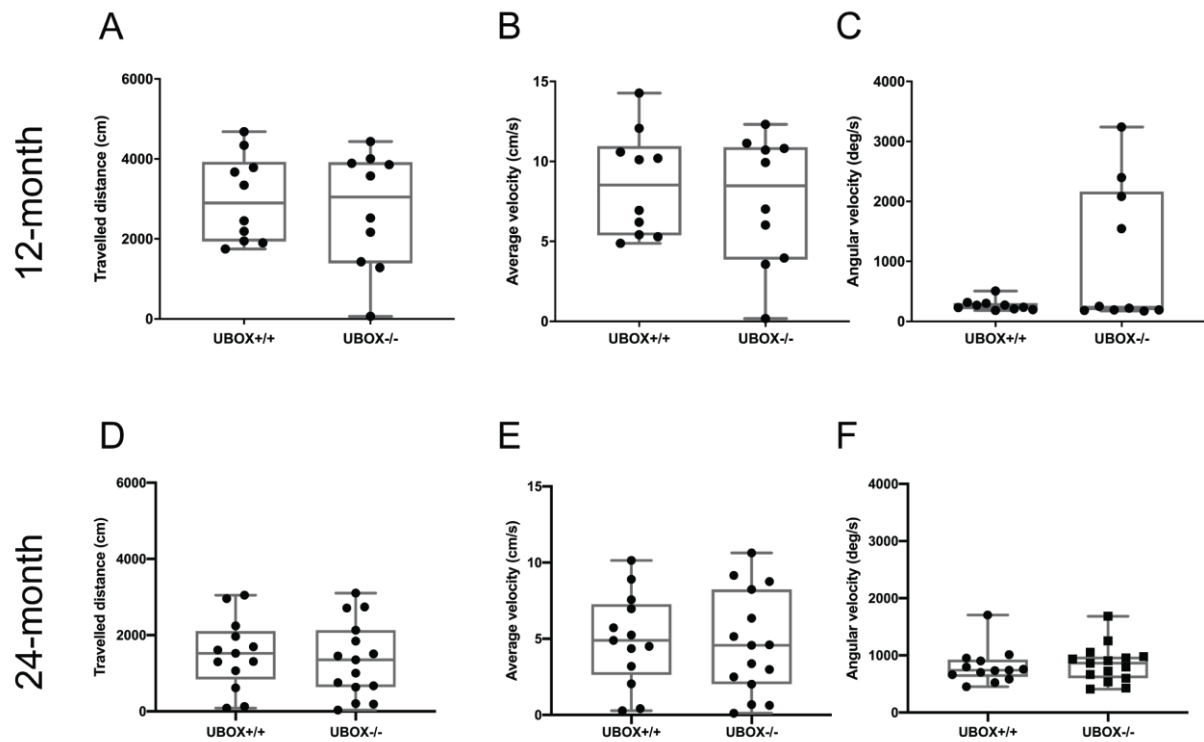 A
B
C
12-month
Travelled distance (cm)
6000
4000
2000
0
UBOX+/+
UBOX-/-
Average velocity (cm/s)
15
10
5
0
UBOX+/+
UBOX-/-
Angular velocity (deg/s)
4000
3000
2000
1000
0
UBOX+/+
UBOX-/-
D
E
F
24-month
Travelled distance (cm)
6000
4000
2000
0
UBOX+/+
UBOX-/-
Average velocity (cm/s)
15
10
5
0
UBOX+/+
UBOX-/-
Angular velocity (deg/s)
4000
3000
2000
1000
0
UBOX+/+
UBOX-/-